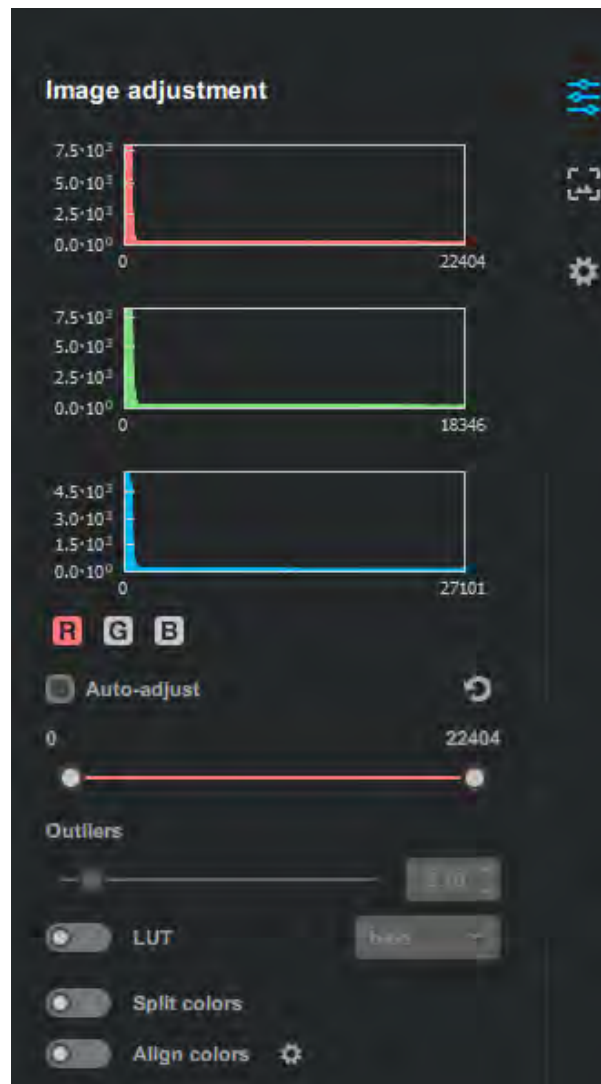 Image adjustment
7.5·10³
5.0·10³
2.5·10³
0.0·10⁰
0 22404
7.5·10³
5.0·10³
2.5·10³
0.0·10⁰
0 18346
4.5·10³
3.0·10³
1.5·10³
0.0·10⁰
0 27101
R G B
Auto-adjust
0 22404
Outliers
LUT
Split colors
Align colors